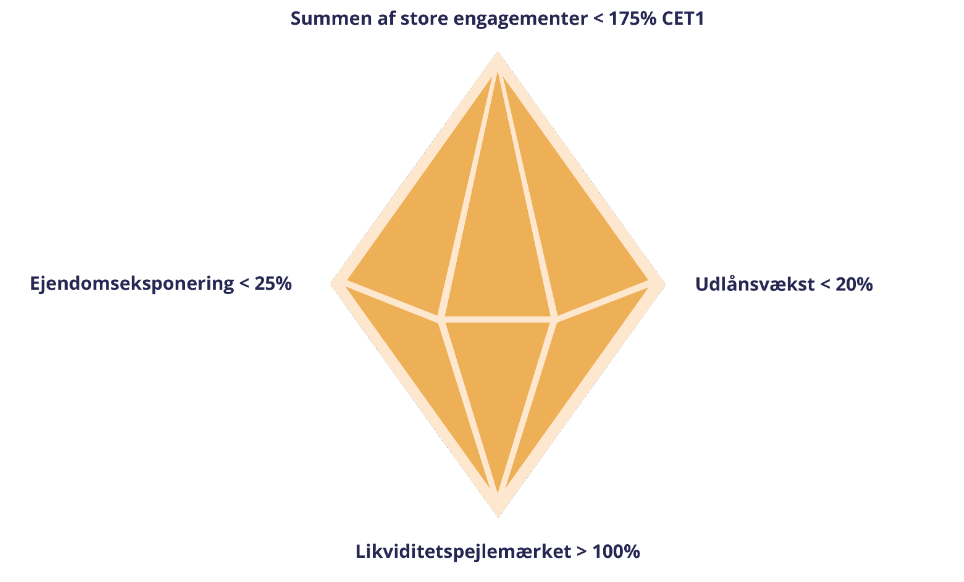 Summen af store engagementer < 175% CET1
Ejendomseksponering < 25%
Udlånsvækst < 20%
Likviditetspejlemærket > 100%